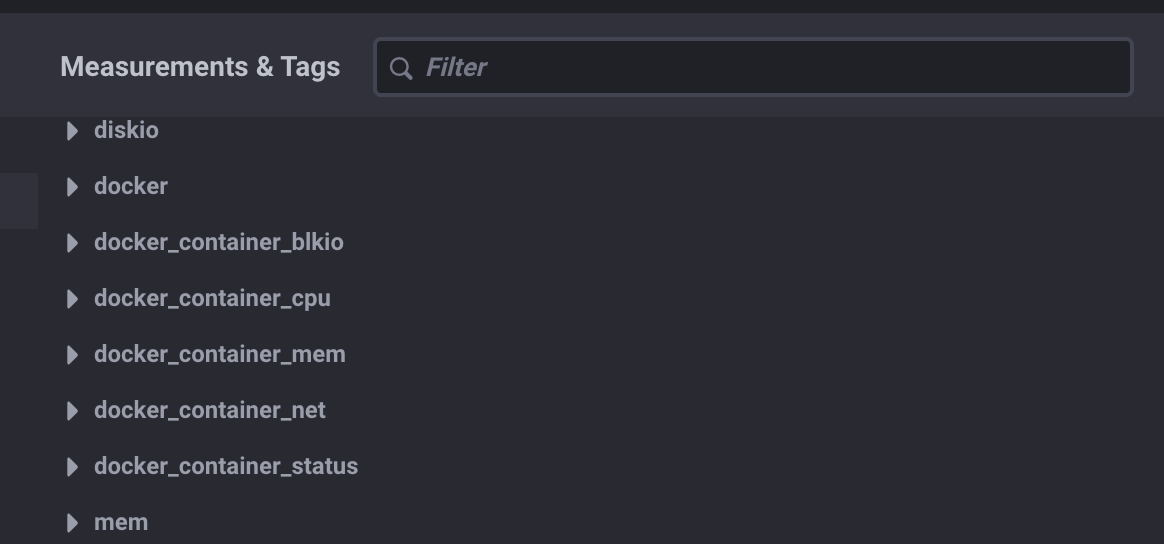 Measurements & Tags
Filter
diskio
docker
docker_container_blkio
docker_container_cpu
docker_container_mem
docker_container_net
docker_container_status
mem